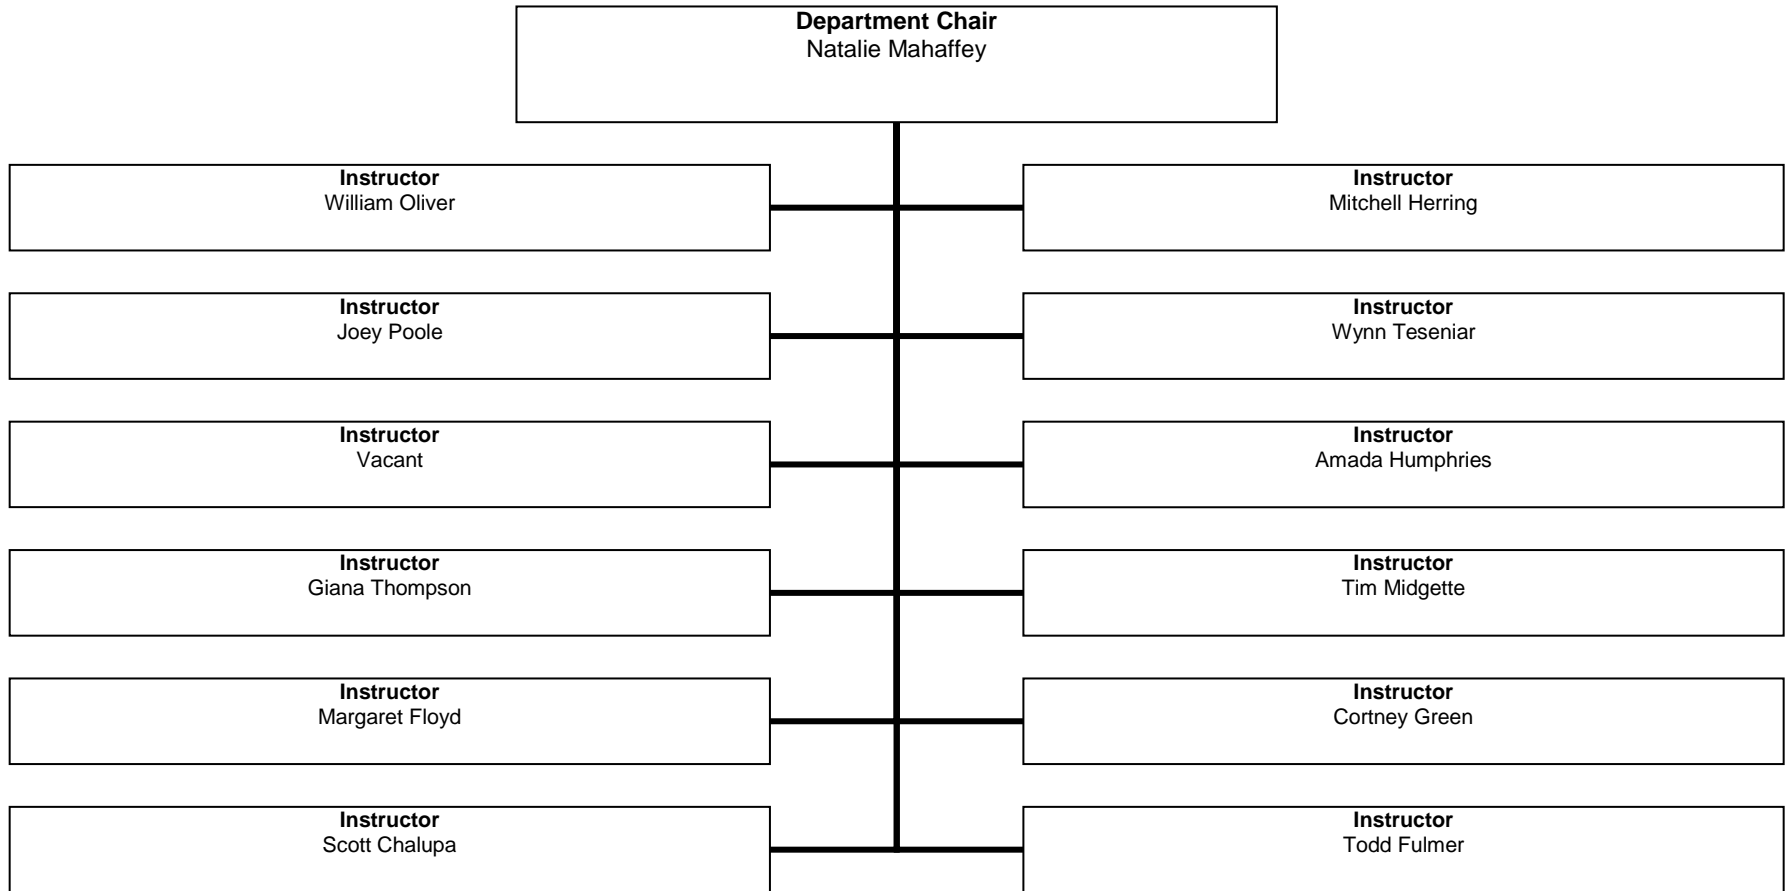 Department Chair
Natalie Mahaffey
Instructor
William Oliver
Instructor
Mitchell Herring
Instructor
Joey Poole
Instructor
Wynn Teseniar
Instructor
Vacant
Instructor
Amada Humphries
Instructor
Giana Thompson
Instructor
Tim Midgette
Instructor
Margaret Floyd
Instructor
Cortney Green
Instructor
Scott Chalupa
Instructor
Todd Fulmer